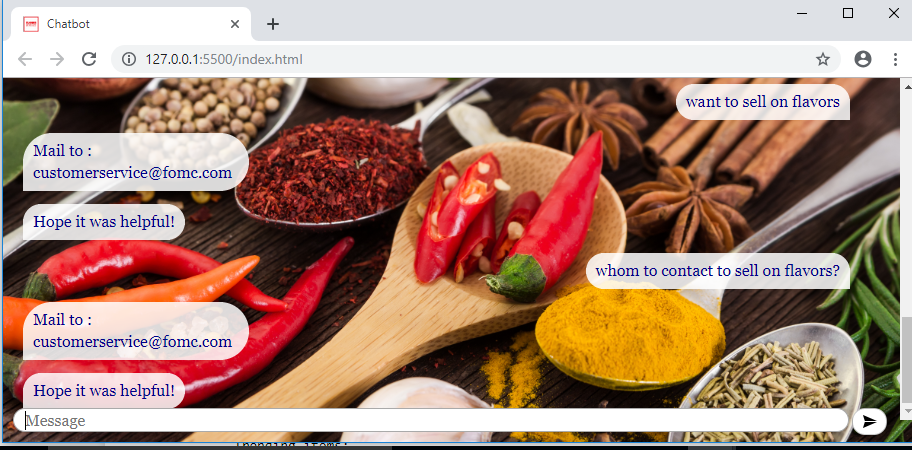 Chatbot
127.0.0.1:5500/index.html
want to sell on flavors
Mail to :
customerservice@fomc.com
Hope it was helpful!
whom to contact to sell on flavors?
Mail to :
customerservice@fomc.com
Hope it was helpful!
Message